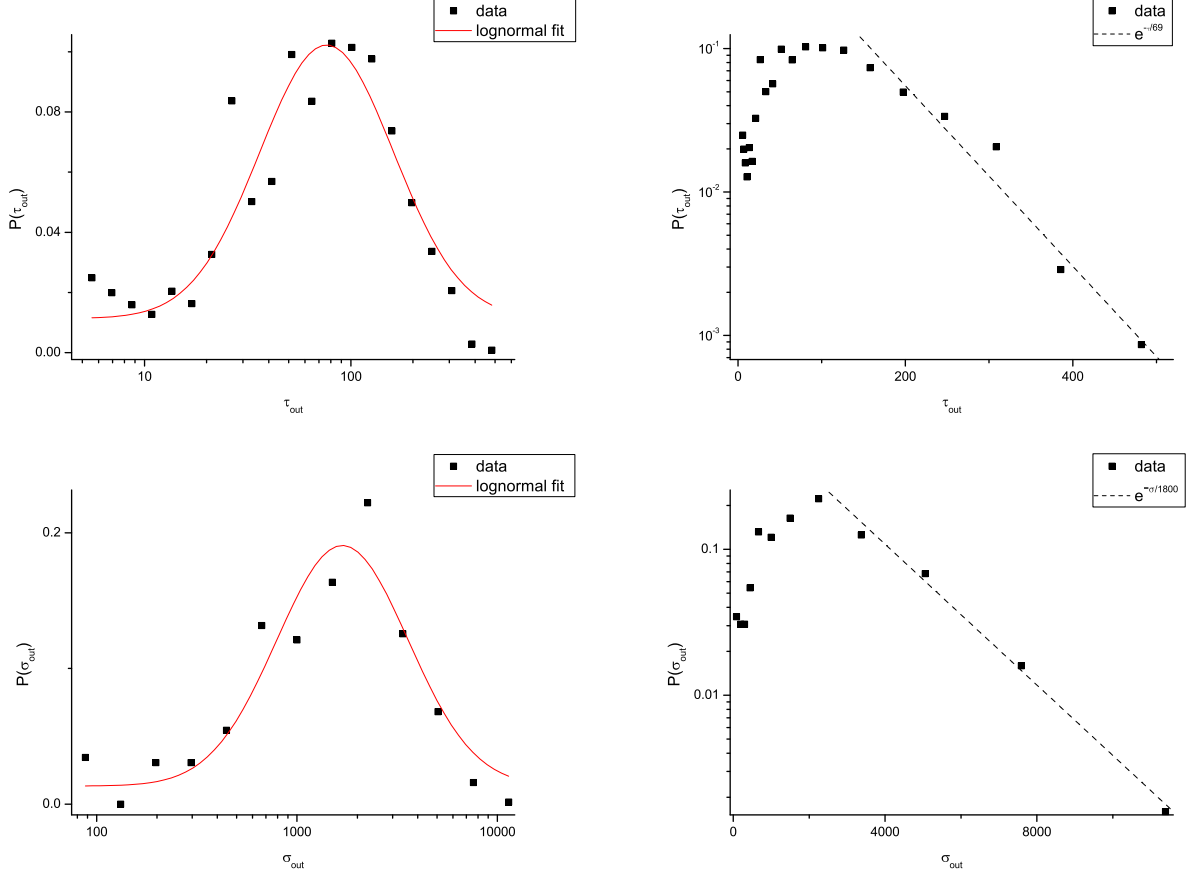 data
lognormal fit
0.08
0.04
0.00
P(τout)
10
100
τout
data
e-τ/69
10-1
10-2
10-3
P(τout)
0
200
400
τout
data
lognormal fit
0.2
0.0
P(σout)
100
1000
10000
σout
data
e-σ/1800
0.1
0.01
P(σout)
0
4000
8000
σout